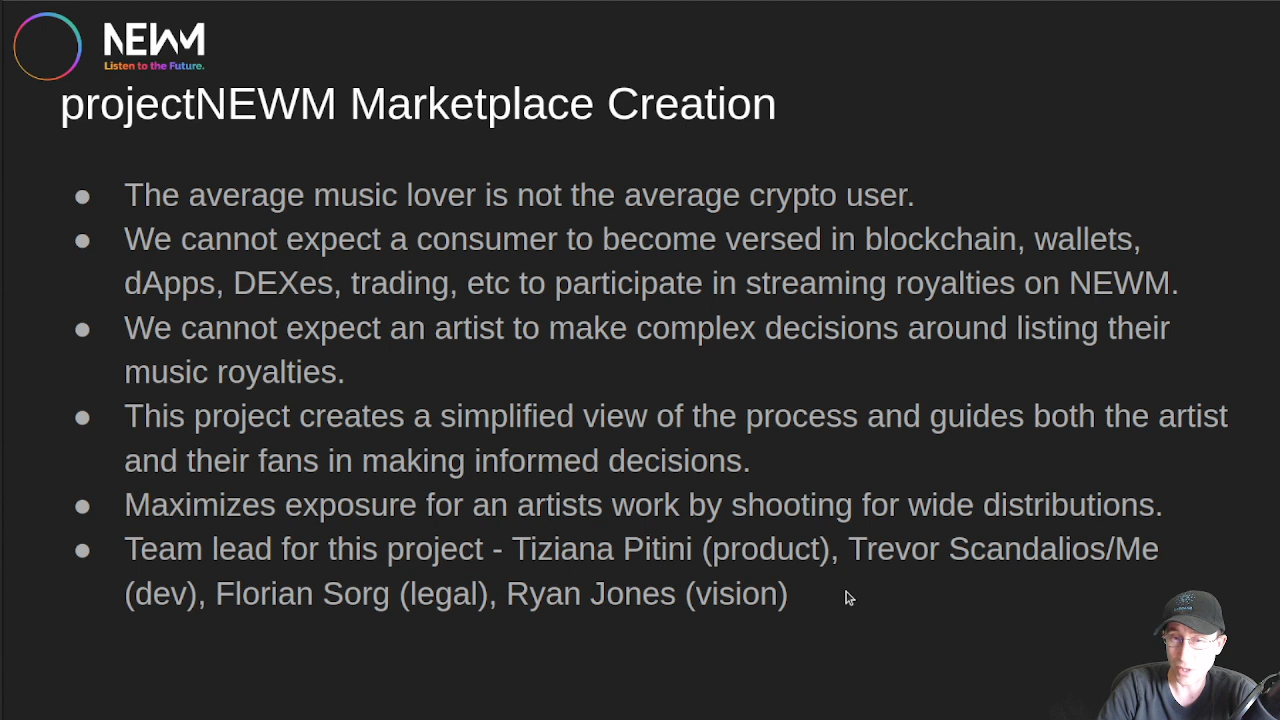 NEWM
Listen to the Future.
projectNEWM Marketplace Creation
● The average music lover is not the average crypto user.
● We cannot expect a consumer to become versed in blockchain, wallets,
dApps, DEXes, trading, etc to participate in streaming royalties on NEWM.
● We cannot expect an artist to make complex decisions around listing their
music royalties.
● This project creates a simplified view of the process and guides both the artist
and their fans in making informed decisions.
● Maximizes exposure for an artists work by shooting for wide distributions.
● Team lead for this project - Tiziana Pitini (product), Trevor Scandalios/Me
(dev), Florian Sorg (legal), Ryan Jones (vision)